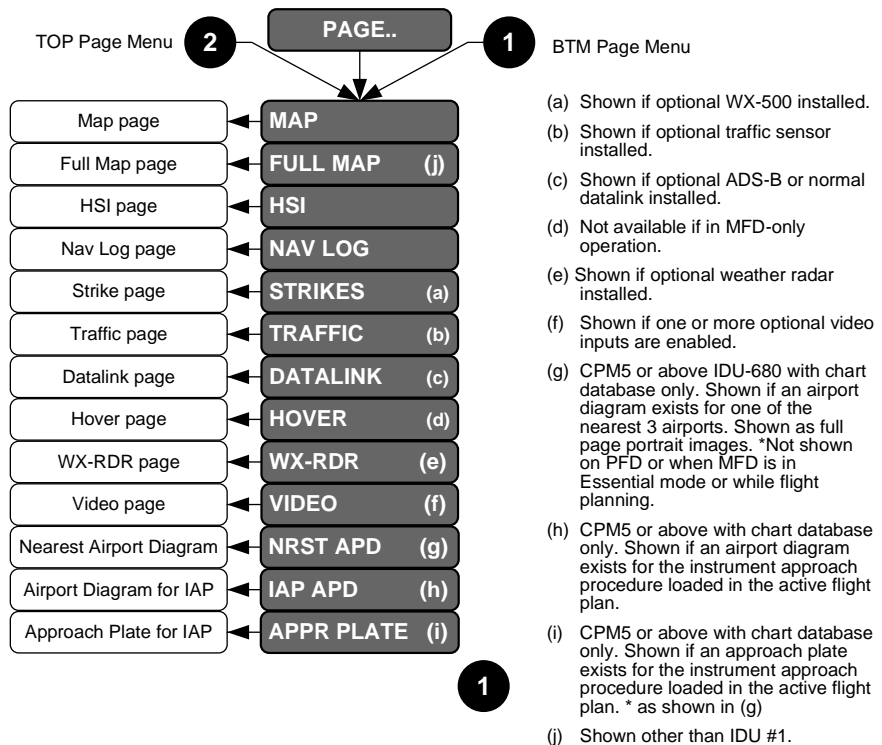 PAGE..
TOP Page Menu 2
1 BTM Page Menu
Map page MAP
Full Map page FULL MAP (j)
HSI page HSI
Nav Log page NAV LOG
Strike page STRIKES (a)
Traffic page TRAFFIC (b)
Datalink page DATALINK (c)
Hover page HOVER (d)
WX-RDR page WX-RDR (e)
Video page VIDEO (f)
Nearest Airport Diagram NRST APD (g)
Airport Diagram for IAP IAP APD (h)
Approach Plate for IAP APPR PLATE (i)
1
(a) Shown if optional WX-500 installed.
(b) Shown if optional traffic sensor
installed.
(c) Shown if optional ADS-B or normal
datalink installed.
(d) Not available if in MFD-only
operation.
(e) Shown if optional weather radar
installed.
(f) Shown if one or more optional video
inputs are enabled.
(g) CPM5 or above IDU-680 with chart
database only. Shown if an airport
diagram exists for one of the
nearest 3 airports. Shown as full
page portrait images. *Not shown
on PFD or when MFD is in
Essential mode or while flight
planning.
(h) CPM5 or above with chart database
only. Shown if an airport diagram
exists for the instrument approach
procedure loaded in the active flight
plan.
(i) CPM5 or above with chart database
only. Shown if an approach plate
exists for the instrument approach
procedure loaded in the active flight
plan. * as shown in (g)
(j) Shown other than IDU #1.